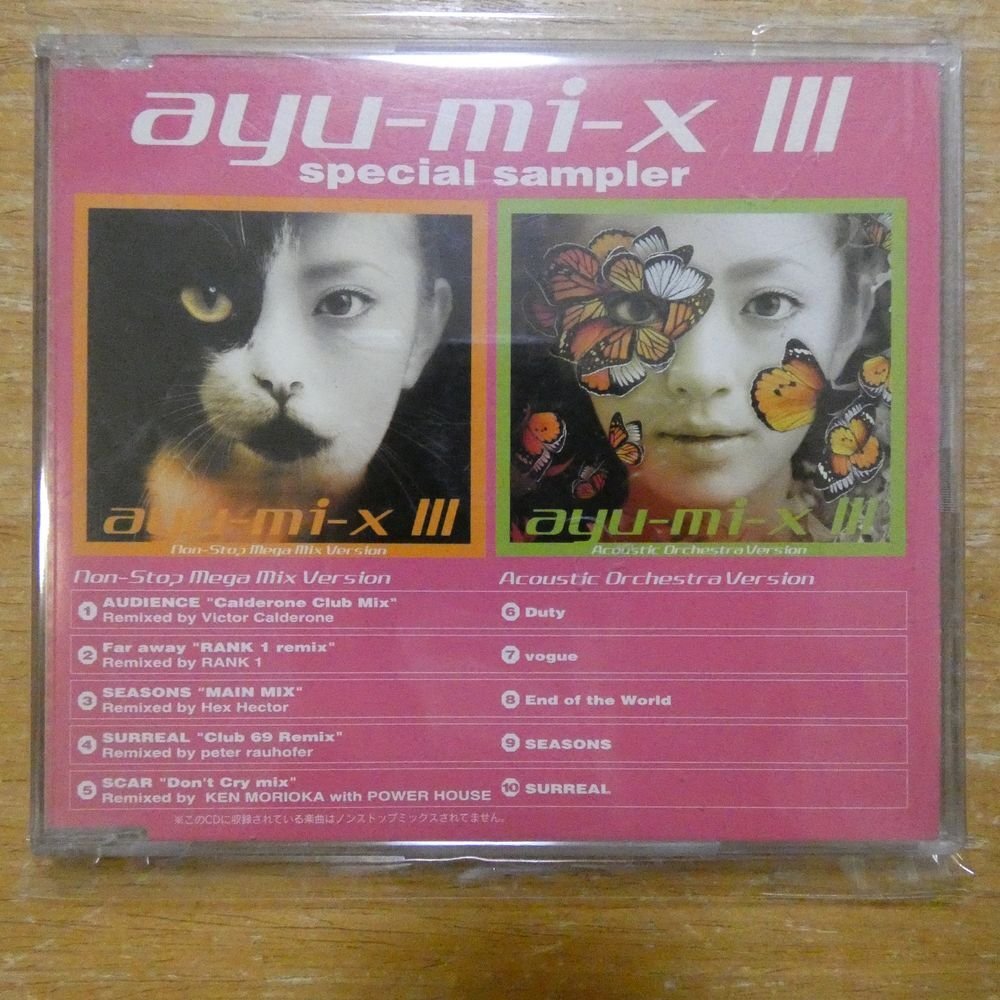 ayu-mi-x III
special sampler
ayu-mi-x III
Non-Stop Mega Mix Version
ayu-mi-x III
Acoustic Orchestra Version
Non-Stop Mega Mix Version
1 AUDIENCE "Calderone Club Mix"
Remixed by Victor Calderone
2 Far away "RANK 1 remix"
Remixed by RANK 1
3 SEASONS "MAIN MIX"
Remixed by Hex Hector
4 SURREAL "Club 69 Remix"
Remixed by peter rauhofer
5 SCAR "Don't Cry mix"
Remixed by KEN MORIOKA with POWER HOUSE
Acoustic Orchestra Version
6 Duty
7 vogue
8 End of the World
9 SEASONS
10 SURREAL
※このCDに収録されている楽曲はノンストップミックスされてません。